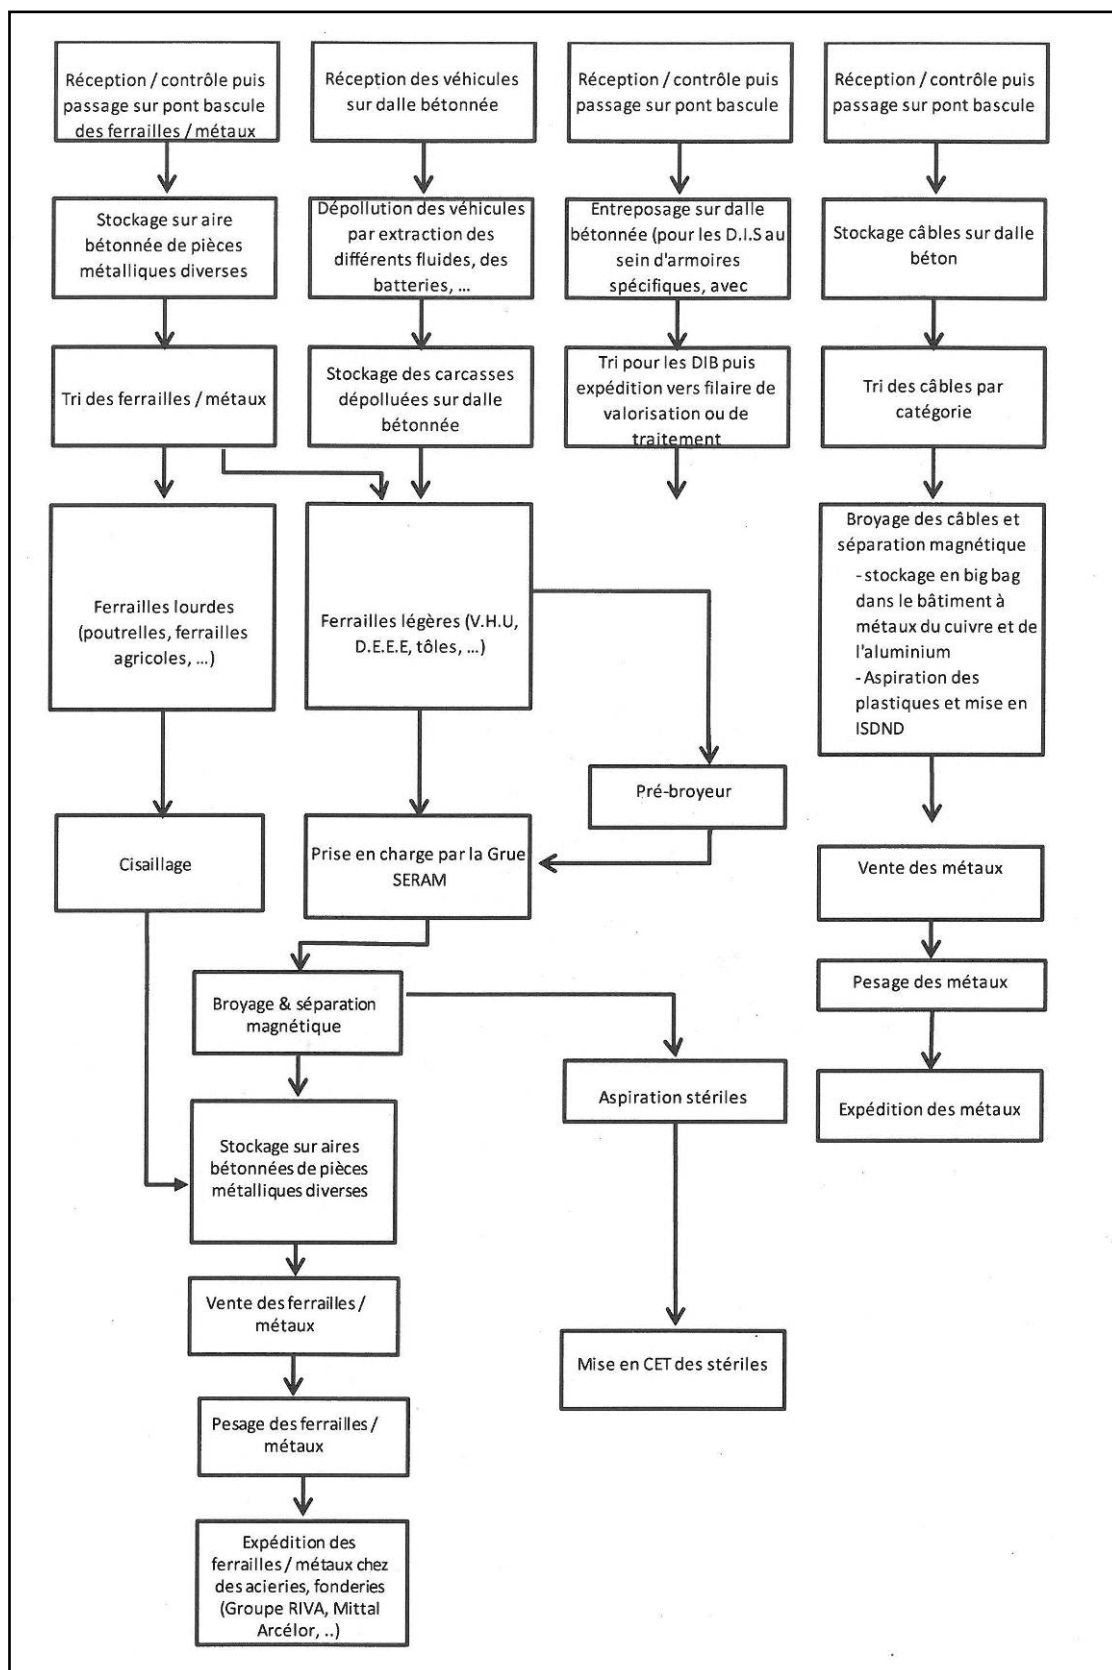 Réception / contrôle puis
passage sur pont bascule
des ferrailles / métaux
Réception des véhicules
sur dalle bétonnée
Réception / contrôle puis
passage sur pont bascule
Réception / contrôle puis
passage sur pont bascule
Stockage sur aire
bétonnée de pièces
métalliques diverses
Dépollution des véhicules
par extraction des
différents fluides, des
batteries, ...
Entreposage sur dalle
bétonnée (pour les D.I.S au
sein d'armoires
spécifiques, avec
Stockage câbles sur dalle
béton
Tri des ferrailles / métaux
Stockage des carcasses
dépolluées sur dalle
bétonnée
Tri pour les DIB puis
expédition vers filaire de
valorisation ou de
traitement
Tri des câbles par
catégorie
Ferrailles lourdes
(poutrelles, ferrailles
agricoles, ...)
Ferrailles légères (V.H.U,
D.E.E.E, tôles, ...)
Broyage des câbles et
séparation magnétique
- stockage en big bag
dans le bâtiment à
métaux du cuivre et de
l'aluminium
- Aspiration des
plastiques et mise en
ISDND
Pré-broyeur
Cisaillage
Prise en charge par la Grue
SERAM
Vente des métaux
Broyage & séparation
magnétique
Pesage des métaux
Aspiration stériles
Expédition des métaux
Stockage sur aires
bétonnées de pièces
métalliques diverses
Vente des ferrailles /
métaux
Mise en CET des stériles
Pesage des ferrailles /
métaux
Expédition des
ferrailles / métaux chez
des acieries, fonderies
(Groupe RIVA, Mittal
Arcélor, ..)